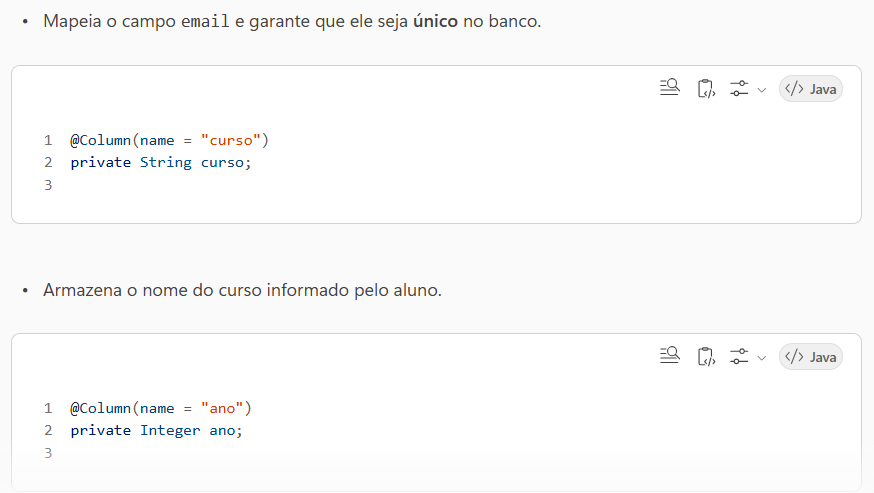 • Mapeia o campo email e garante que ele seja único no banco.
</> Java
1 @Column(name = "curso")
2 private String curso;
3
• Armazena o nome do curso informado pelo aluno.
</> Java
1 @Column(name = "ano")
2 private Integer ano;
3